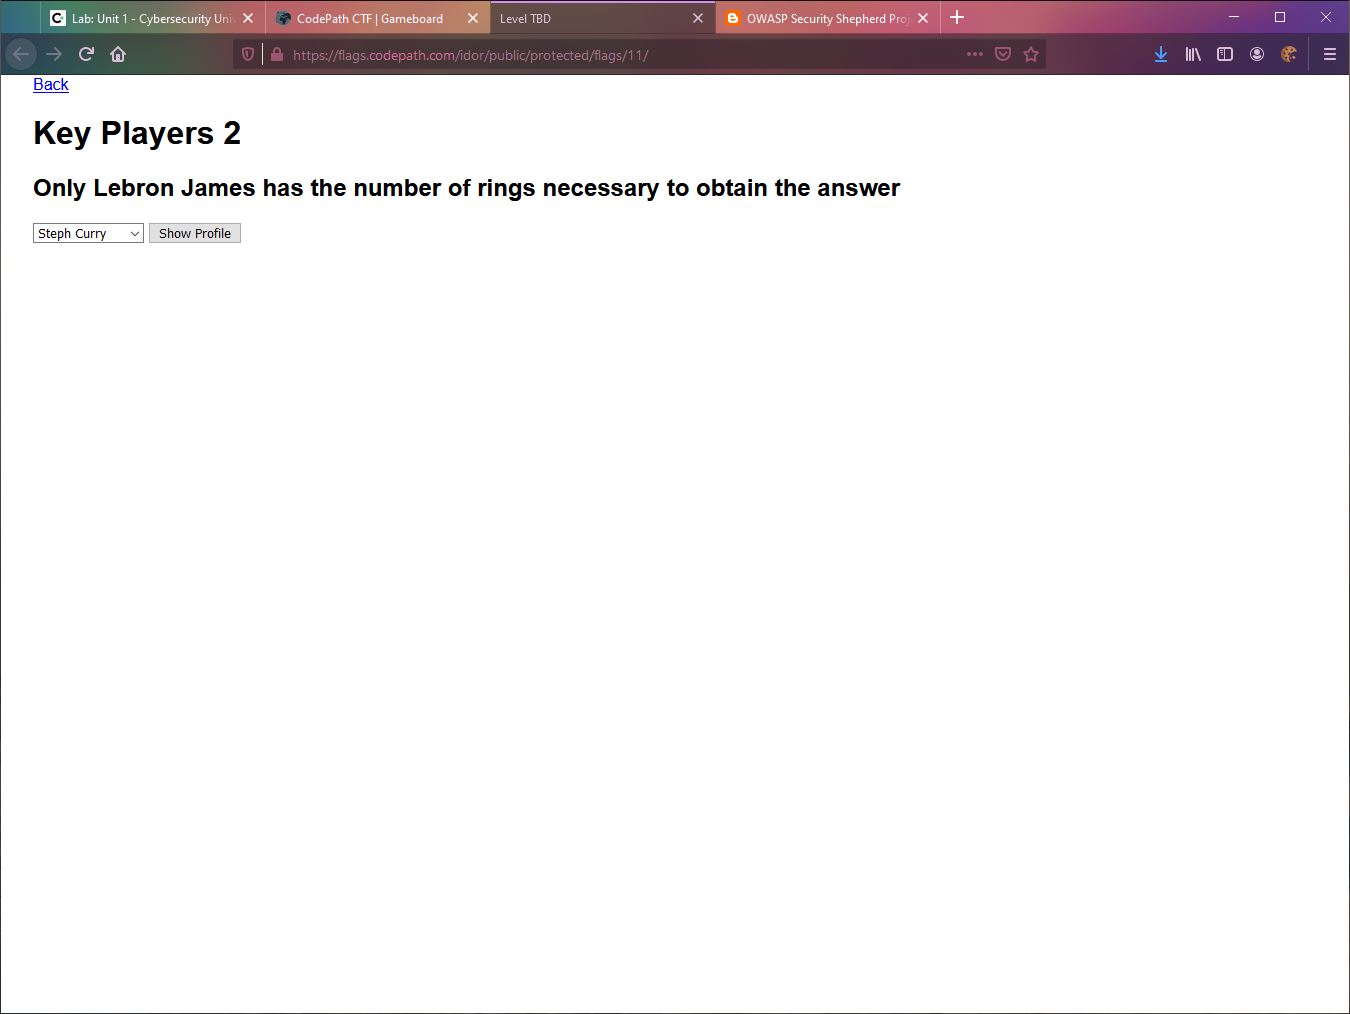 Lab: Unit 1 - Cybersecurity Uni
CodePath CTF | Gameboard
Level TBD
OWASP Security Shepherd Pro
https://flags.codepath.com/idor/public/protected/flags/11/
Back
Key Players 2
Only Lebron James has the number of rings necessary to obtain the answer
Steph Curry Show Profile